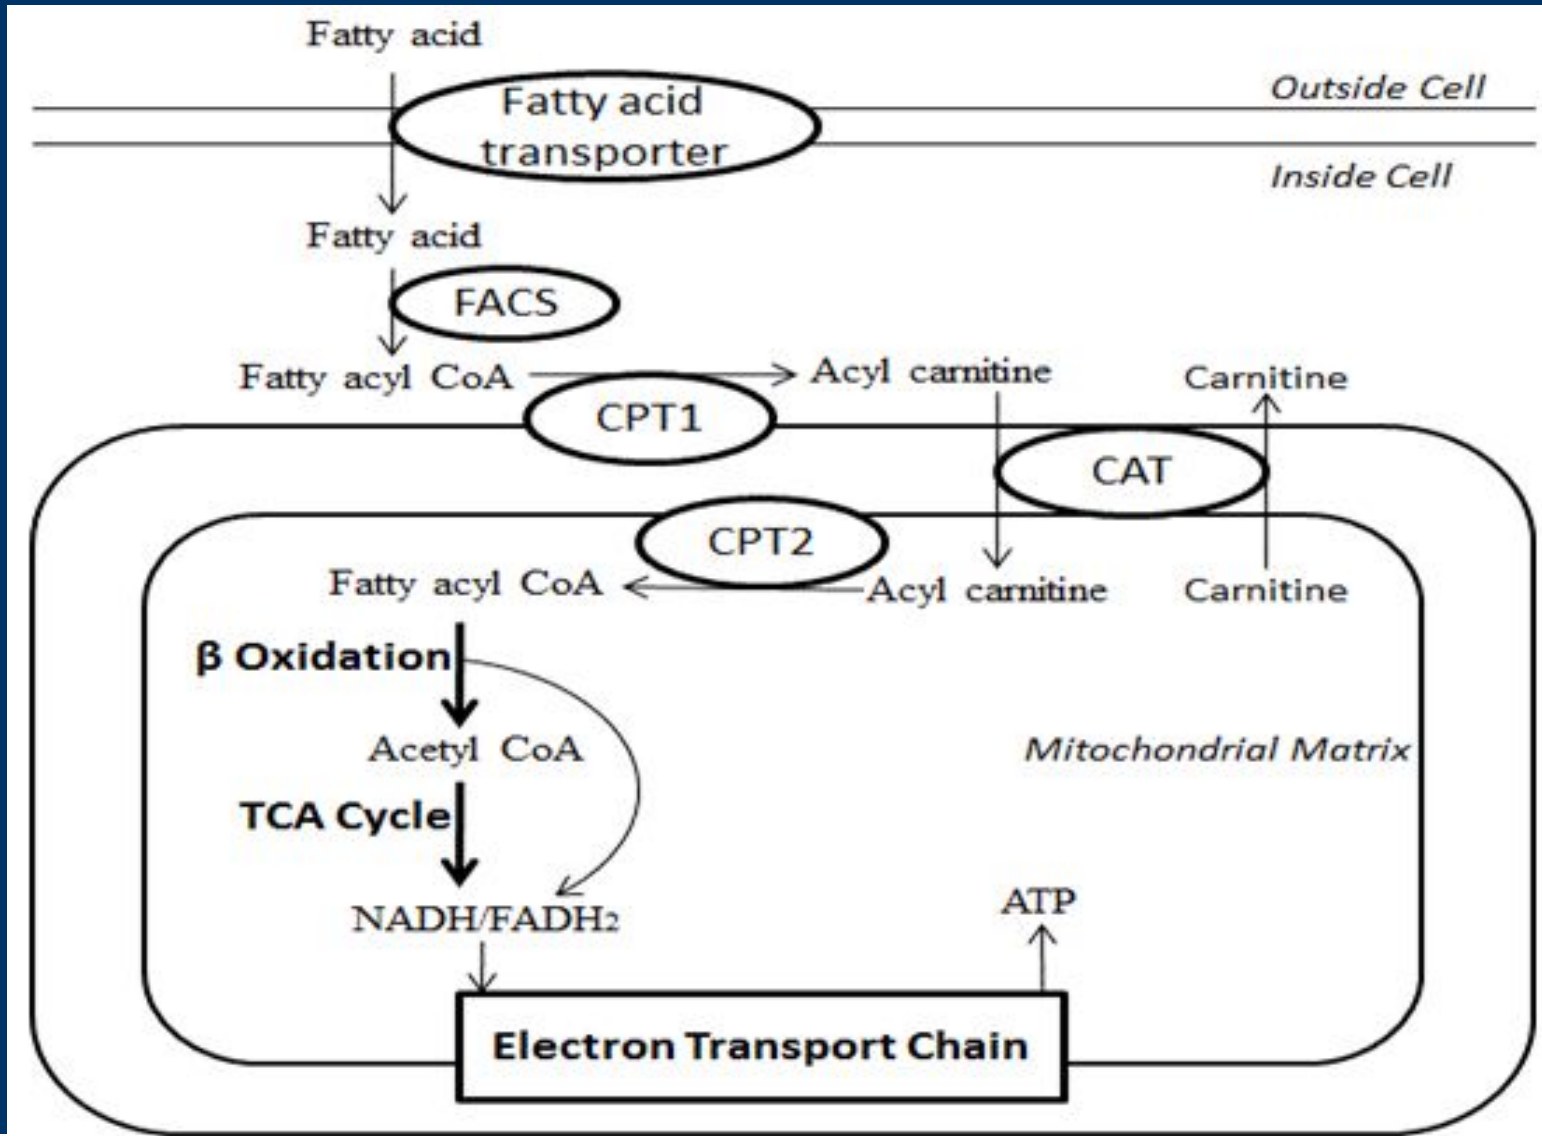 Fatty acid
Outside Cell
Fatty acid
transporter
Inside Cell
Fatty acid
FACS
Fatty acyl CoA
Acyl carnitine
Carnitine
CPT1
CAT
CPT2
Fatty acyl CoA
Acyl carnitine
Carnitine
β Oxidation
Acetyl CoA
Mitochondrial Matrix
TCA Cycle
NADH/FADH2
ATP
Electron Transport Chain